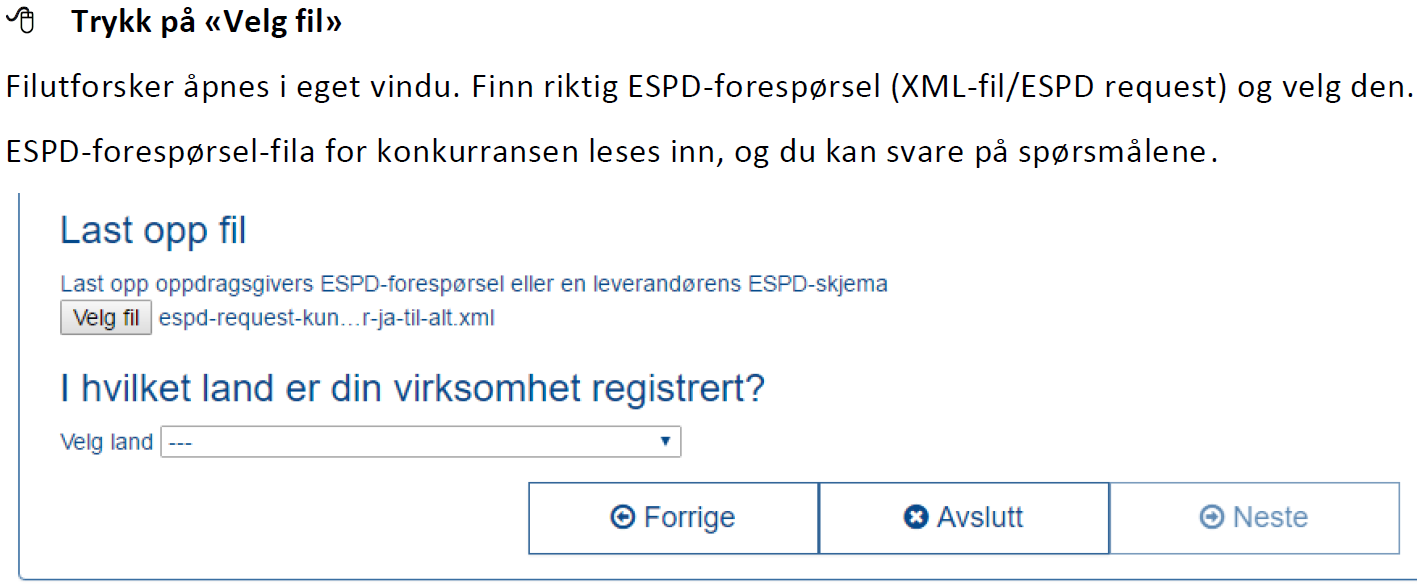 Trykk på «Velg fil»
Filutforsker åpnes i eget vindu. Finn riktig ESPD-forespørsel (XML-fil/ESPD request) og velg den.
ESPD-forespørsel-fila for konkurransen leses inn, og du kan svare på spørsmålene.
Last opp fil
Last opp oppdragsgivers ESPD-forespørsel eller en leverandørens ESPD-skjema
Velg fil espd-request-kun...r-ja-til-alt.xml
I hvilket land er din virksomhet registrert?
Velg land ---
Forrige Avslutt Neste